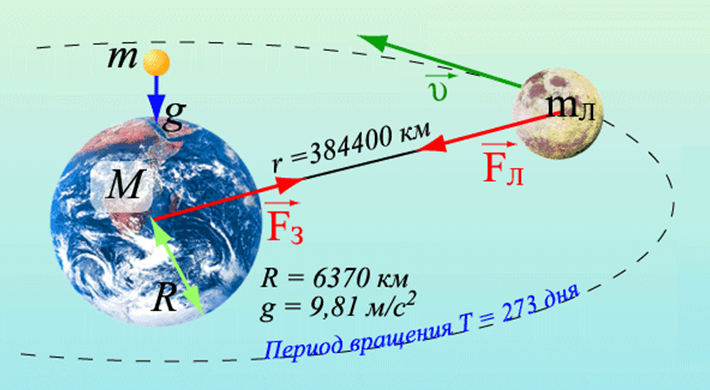 m
g
M
mЛ
r = 384400 км
υ
FЛ
FЗ
R
R = 6370 км
g = 9,81 м/с²
Период вращения T = 273 дня